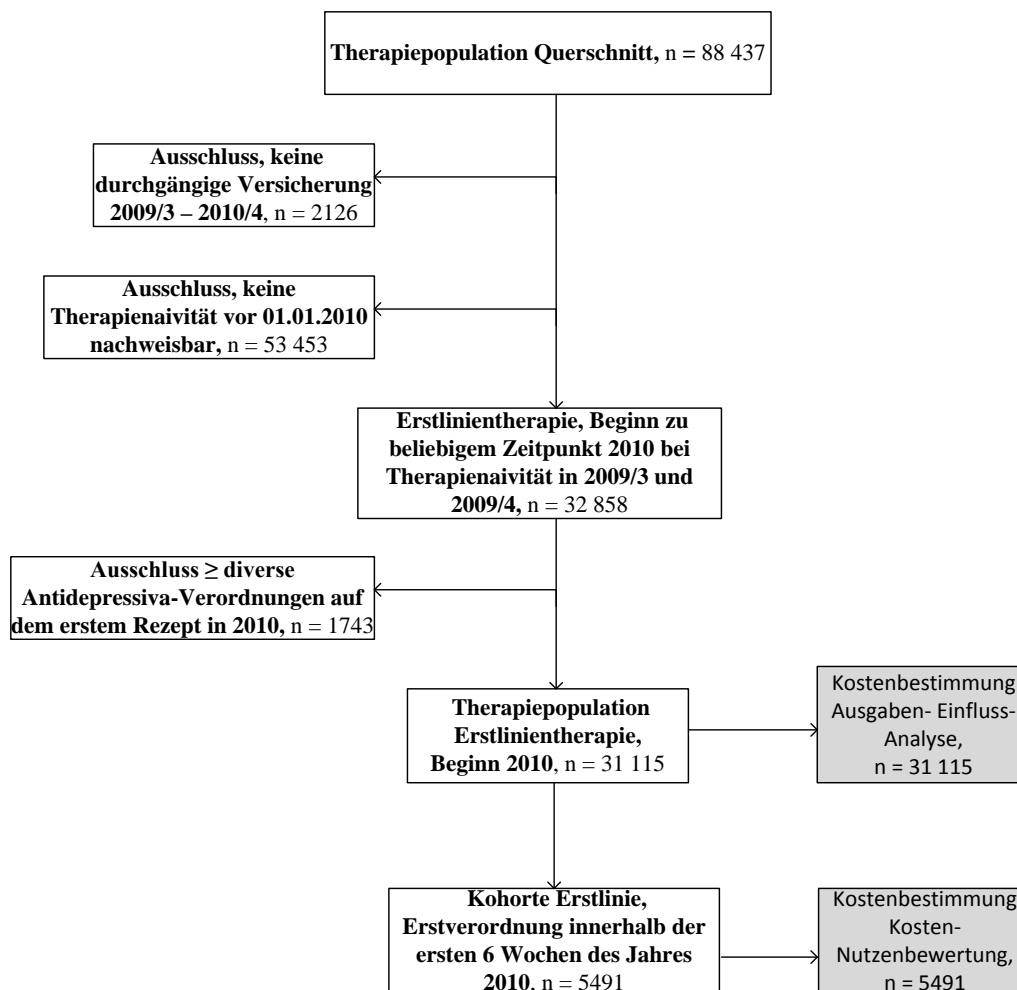 Therapiepopulation Querschnitt, n = 88 437
Ausschluss, keine
durchgängige Versicherung
2009/3 – 2010/4, n = 2126
Ausschluss, keine
Therapienaivität vor 01.01.2010
nachweisbar, n = 53 453
Erstlinientherapie, Beginn zu
beliebigem Zeitpunkt 2010 bei
Therapienaivität in 2009/3 und
2009/4, n = 32 858
Ausschluss ≥ diverse
Antidepressiva-Verordnungen auf
dem erstem Rezept in 2010, n = 1743
Therapiepopulation
Erstlinientherapie,
Beginn 2010, n = 31 115
Kostenbestimmung
Ausgaben- Einfluss-
Analyse,
n = 31 115
Kohorte Erstlinie,
Erstverordnung innerhalb der
ersten 6 Wochen des Jahres
2010, n = 5491
Kostenbestimmung
Kosten-
Nutzenbewertung,
n = 5491